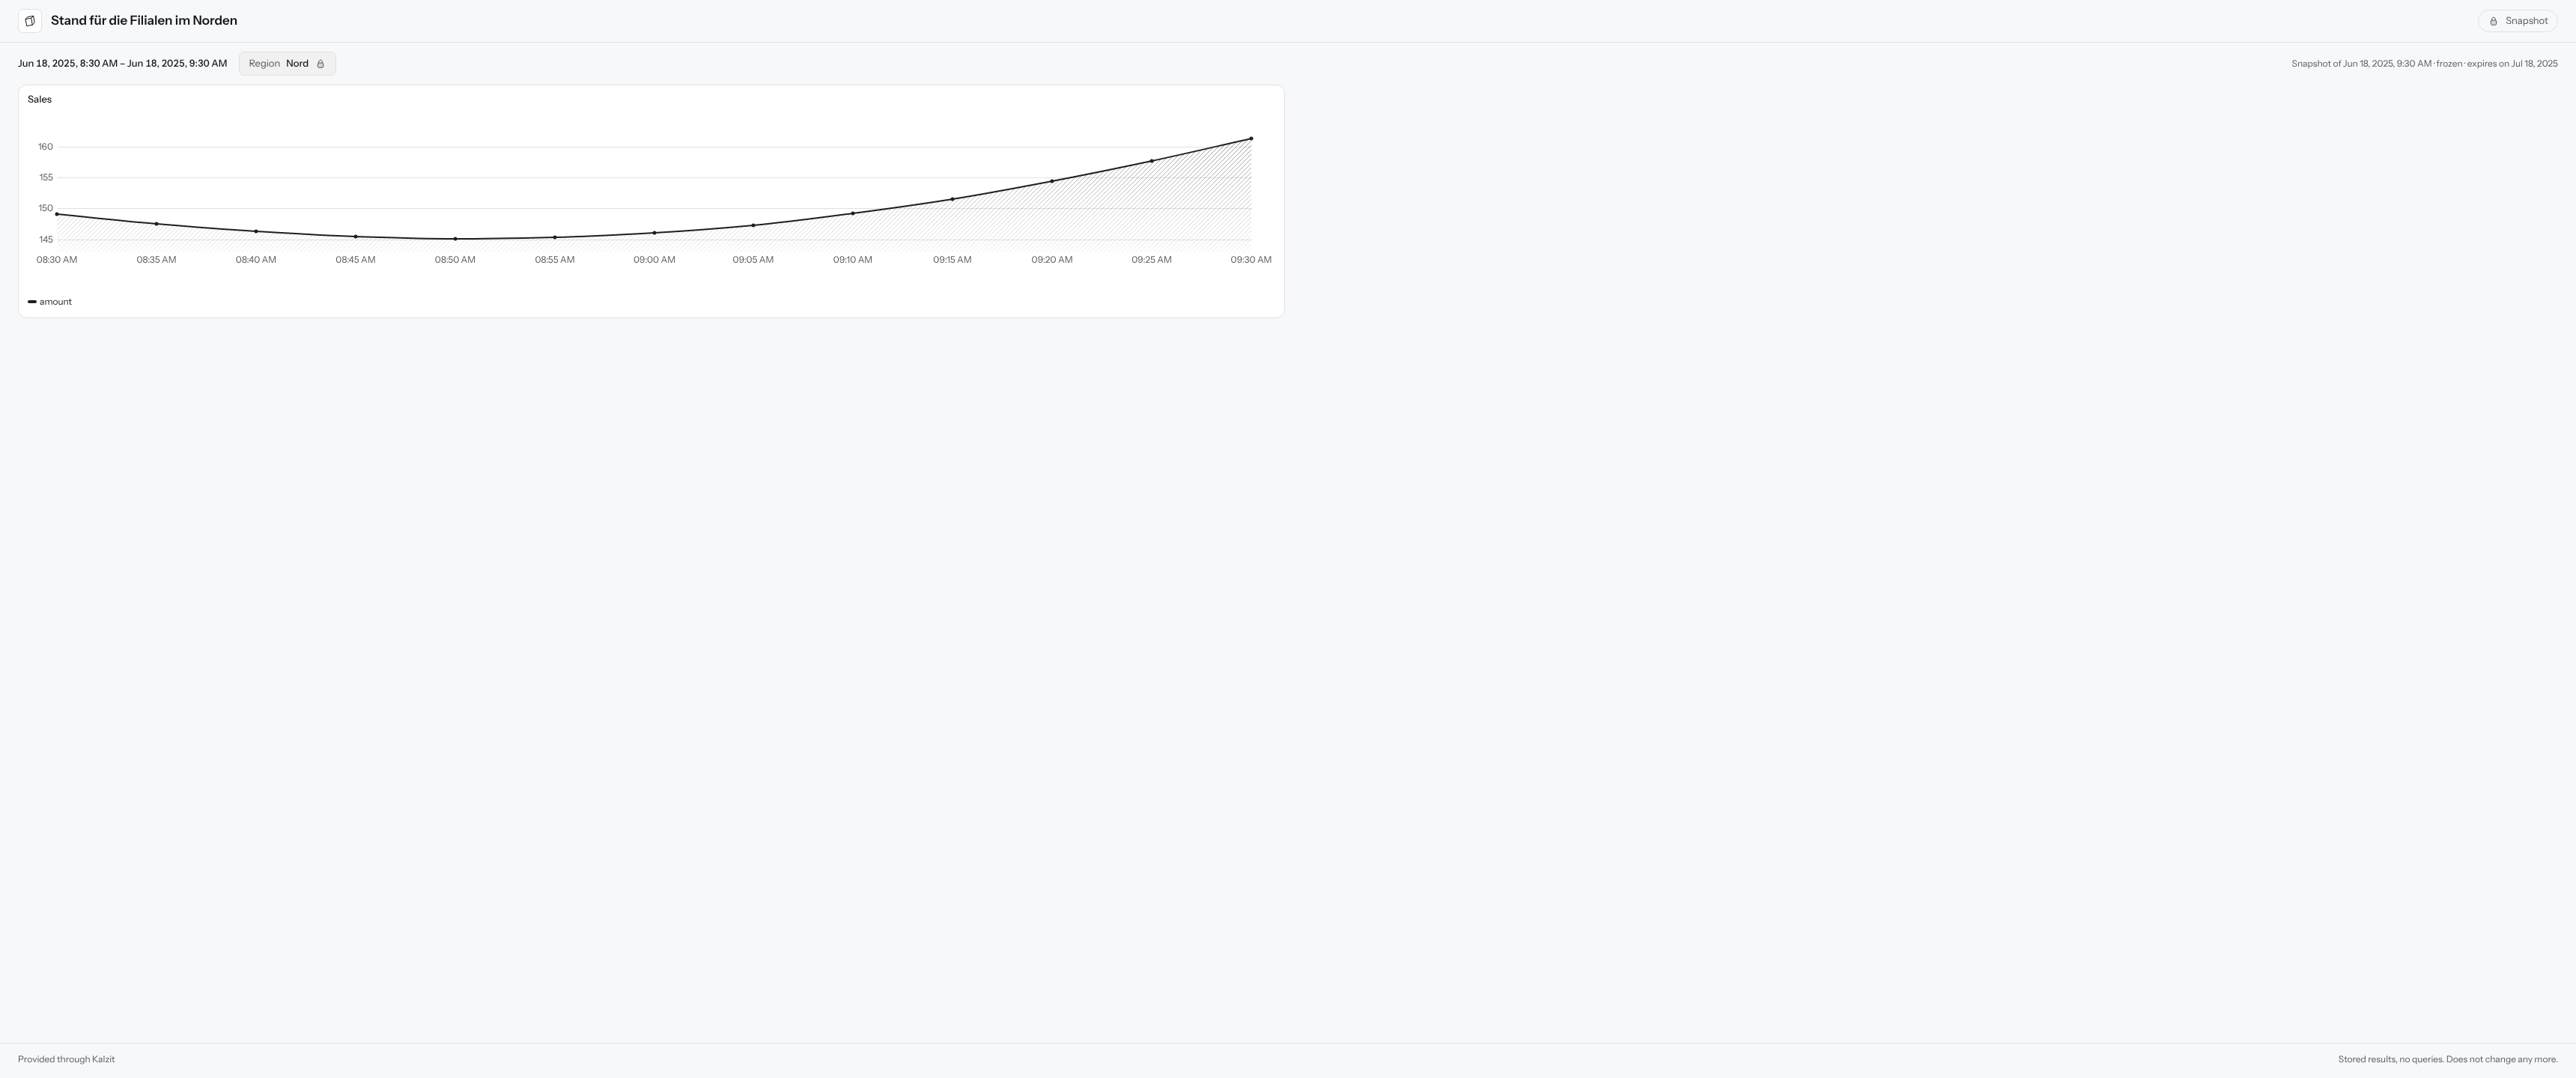 Stand für die Filialen im Norden
Snapshot
Jun 18, 2025, 8:30 AM – Jun 18, 2025, 9:30 AM
Region Nord
Snapshot of Jun 18, 2025, 9:30 AM · frozen · expires on Jul 18, 2025
Sales
160
155
150
145
08:30 AM 08:35 AM 08:40 AM 08:45 AM 08:50 AM 08:55 AM 09:00 AM 09:05 AM 09:10 AM 09:15 AM 09:20 AM 09:25 AM 09:30 AM
amount
Provided through Kalzit
Stored results, no queries. Does not change any more.